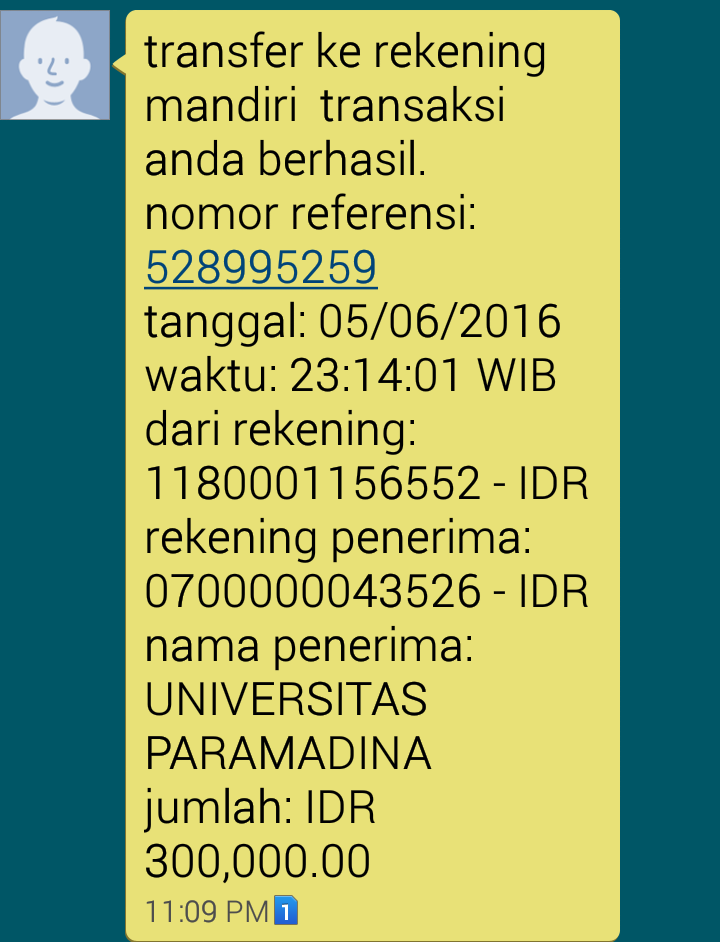 transfer ke rekening
mandiri  transaksi
anda berhasil.
nomor referensi:
528995259
tanggal: 05/06/2016
waktu: 23:14:01 WIB
dari rekening:
1180001156552 - IDR
rekening penerima:
0700000043526 - IDR
nama penerima:
UNIVERSITAS
PARAMADINA
jumlah: IDR
300,000.00
11:09 PM 1